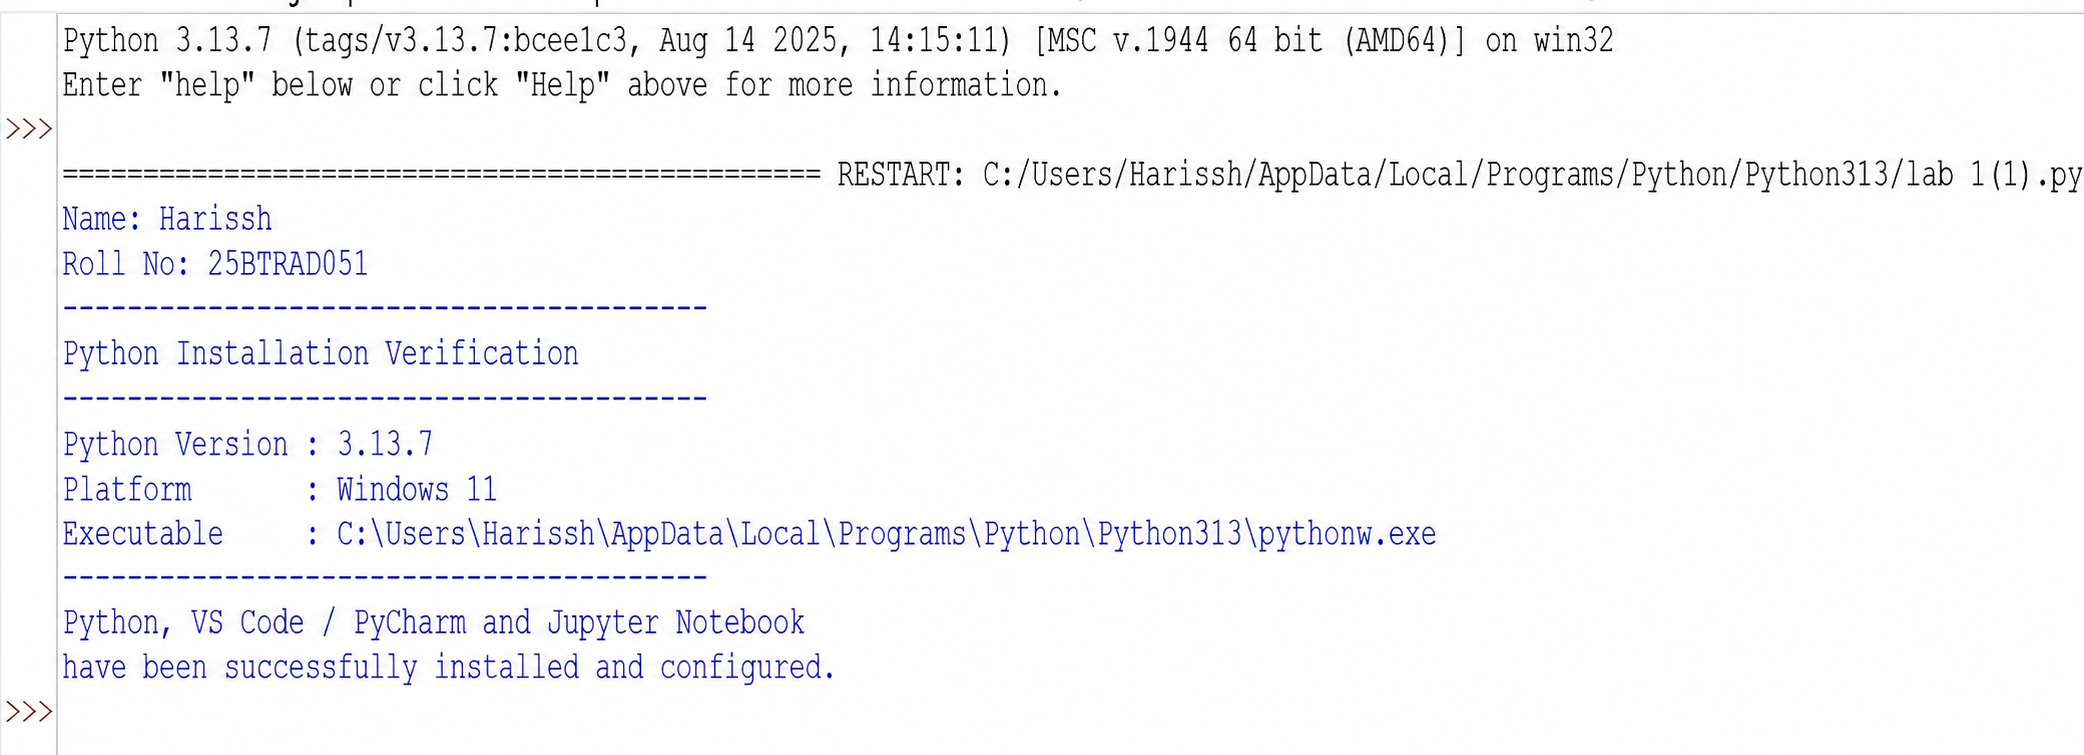 Python 3.13.7 (tags/v3.13.7:bcee1c3, Aug 14 2025, 14:15:11) [MSC v.1944 64 bit (AMD64)] on win32
Enter "help" below or click "Help" above for more information.
>>>
=============================================== RESTART: C:/Users/Harissh/AppData/Local/Programs/Python/Python313/lab 1(1).py
Name: Harissh
Roll No: 25BTRAD051
----------------------------------------
Python Installation Verification
----------------------------------------
Python Version : 3.13.7
Platform       : Windows 11
Executable     : C:\Users\Harissh\AppData\Local\Programs\Python\Python313\pythonw.exe
----------------------------------------
Python, VS Code / PyCharm and Jupyter Notebook
have been successfully installed and configured.
>>>